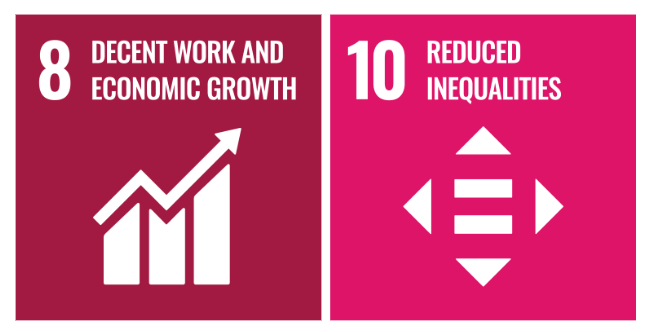 8 DECENT WORK AND
ECONOMIC GROWTH
10 REDUCED
INEQUALITIES